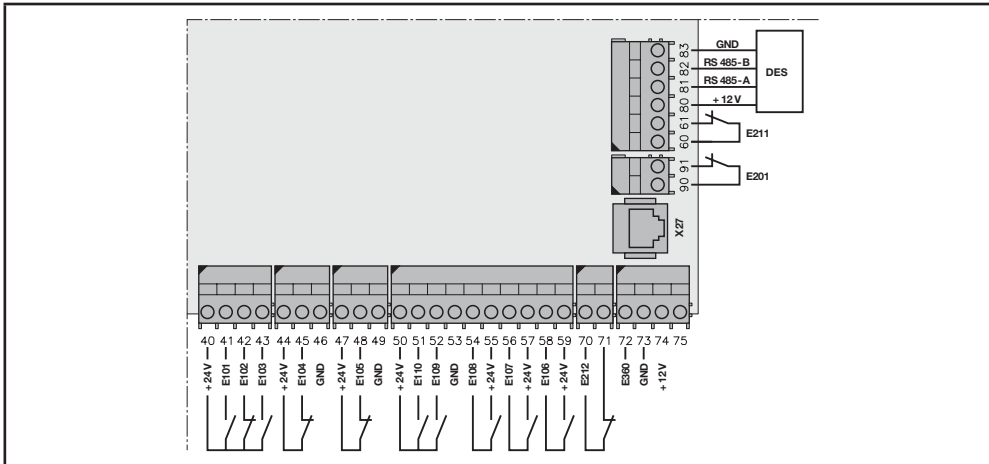 83 GND
82 RS 485-B
81 RS 485-A
80 + 12 V
DES
61
60
E211
91
90
E201
X27
40 41 42 43 44 45 46 47 48 49 50 51 52 53 54 55 56 57 58 59 70 71 72 73 74 75
+24V E101 E102 E103 +24V E104 GND +24V E105 GND +24V E110 E109 GND E108 +24V E107 +24V E106 +24V E212 E360 GND +12V